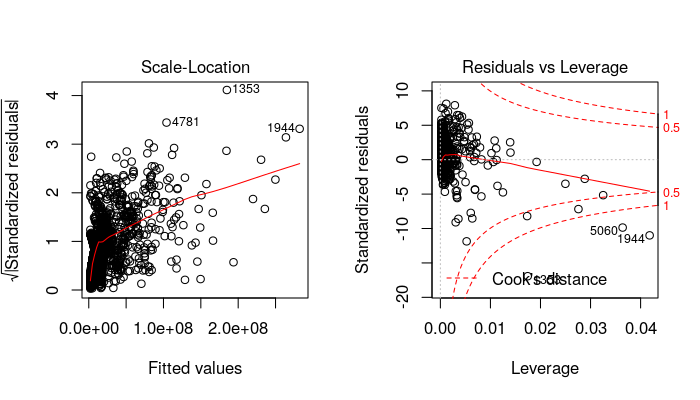 Scale-Location
√|Standardized residuals|
0
1
2
3
4
1353
4781
1944
0.0e+00
1.0e+08
2.0e+08
Fitted values
Residuals vs Leverage
Standardized residuals
-20
-10
0
5
10
1
0.5
0.5
1
5060
1944
1353
Cook's distance
0.00
0.01
0.02
0.03
0.04
Leverage